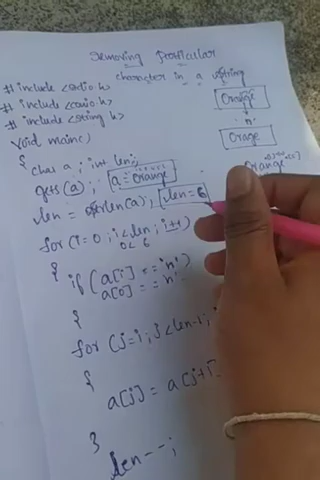 Removing Particular
character in a string
# include <stdio.h>
# include <conio.h>
# include <string.h>
Void main()
Orange
'n'
Orage
{
char a; int len;
gets(a); a = orange
Orange
len = strlen(a); len = 6
for (i=0; i<len; i++)
0< 6
{
if (a[i] == 'n'
a[0] == 'n'
{
for (j=i; j<len-1;
{
a[j] = a[j+1]
}
len--;